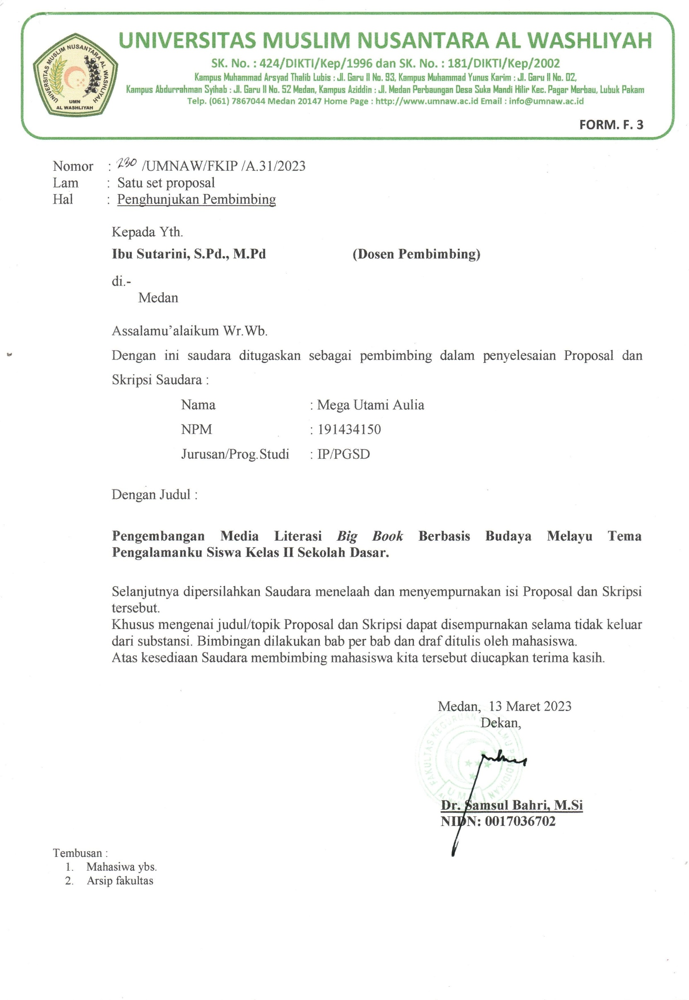 UNIVERSITAS MUSLIM NUSANTARA AL WASHLIYAH
SK. No. : 424/DIKTI/Kep/1996 dan SK. No. : 181/DIKTI/Kep/2002
Kampus Muhammad Arsyad Thalib Lubis : Jl. Garu II No. 93, Kampus Muhammad Yunus Karim : Jl. Garu II No. 02,
Kampus Abdurrahman Syihab : Jl. Garu II No. 52 Medan, Kampus Aziddin : Jl. Medan Perbaungan Desa Suka Mandi Hilir Kec. Pagar Merbau, Lubuk Pakam
Telp. (061) 7867044 Medan 20147 Home Page : http://www.umnaw.ac.id Email : info@umnaw.ac.id
UNIVERSITAS MUSLIM NUSANTARA AL WASHLIYAH
UMN
AL WASHLIYAH
FORM. F. 3
Nomor : 230 /UMNAW/FKIP /A.31/2023
Lam : Satu set proposal
Hal : Penghunjukan Pembimbing
Kepada Yth.
Ibu Sutarini, S.Pd., M.Pd (Dosen Pembimbing)
di.-
Medan
Assalamu’alaikum Wr.Wb.
Dengan ini saudara ditugaskan sebagai pembimbing dalam penyelesaian Proposal dan
Skripsi Saudara :
Nama : Mega Utami Aulia
NPM : 191434150
Jurusan/Prog.Studi : IP/PGSD
Dengan Judul :
Pengembangan Media Literasi Big Book Berbasis Budaya Melayu Tema
Pengalamanku Siswa Kelas II Sekolah Dasar.
Selanjutnya dipersilahkan Saudara menelaah dan menyempurnakan isi Proposal dan Skripsi
tersebut.
Khusus mengenai judul/topik Proposal dan Skripsi dapat disempurnakan selama tidak keluar
dari substansi. Bimbingan dilakukan bab per bab dan draf ditulis oleh mahasiswa.
Atas kesediaan Saudara membimbing mahasiswa kita tersebut diucapkan terima kasih.
Medan, 13 Maret 2023
Dekan,
FAKULTAS KEGURUAN ILMU PENDIDIKAN
UMN
Dr. Samsul Bahri, M.Si
NIDN: 0017036702
Tembusan :
1. Mahasiwa ybs.
2. Arsip fakultas